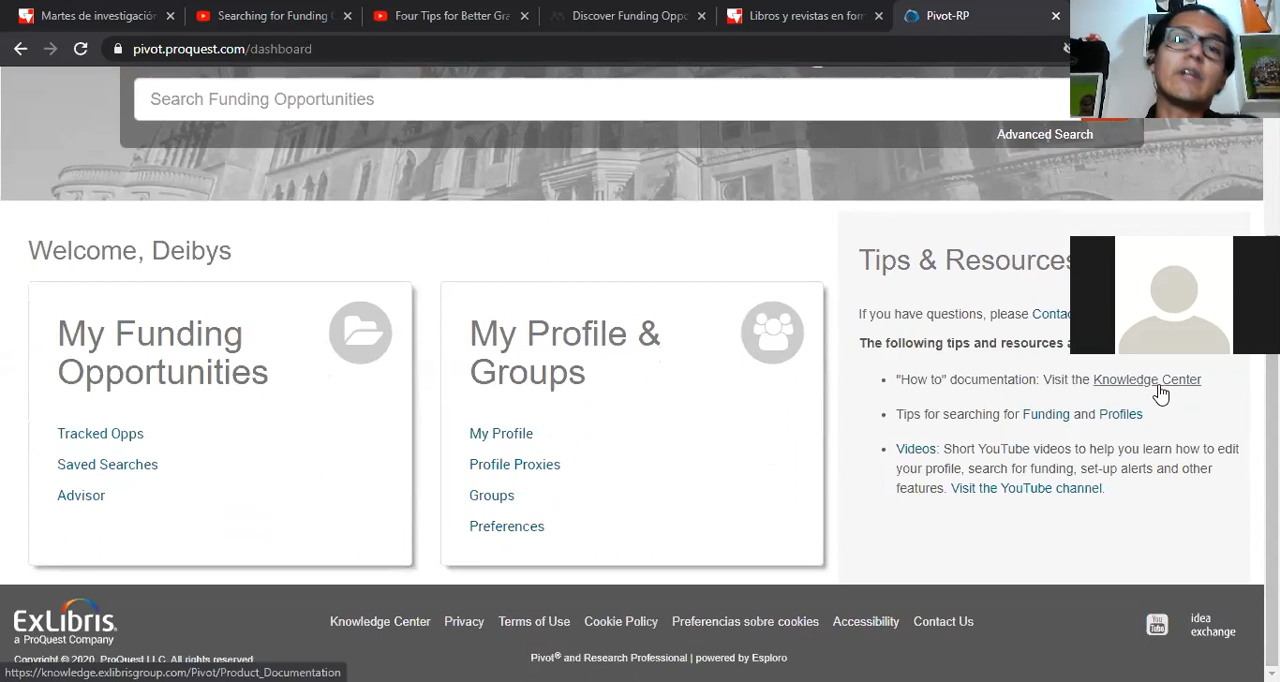 Martes de investigación
Searching for Funding
Four Tips for Better Gra
Discover Funding Oppo
Libros y revistas en for
Pivot-RP
pivot.proquest.com/dashboard
Search Funding Opportunities
Advanced Search
Welcome, Deibys
My Funding
Opportunities
Tracked Opps
Saved Searches
Advisor
My Profile &
Groups
My Profile
Profile Proxies
Groups
Preferences
Tips & Resources
If you have questions, please Contac
The following tips and resources a
"How to" documentation: Visit the Knowledge Center
Tips for searching for Funding and Profiles
Videos: Short YouTube videos to help you learn how to edit
your profile, search for funding, set-up alerts and other
features. Visit the YouTube channel.
ExLibris
a ProQuest Company
Knowledge Center Privacy Terms of Use Cookie Policy Preferencias sobre cookies Accessibility Contact Us
You Tube
idea
exchange
Copyright © 2020, ProQuest LLC. All rights reserved
Pivot® and Research Professional | powered by Esploro
https://knowledge.exlibrisgroup.com/Pivot/Product_Documentation